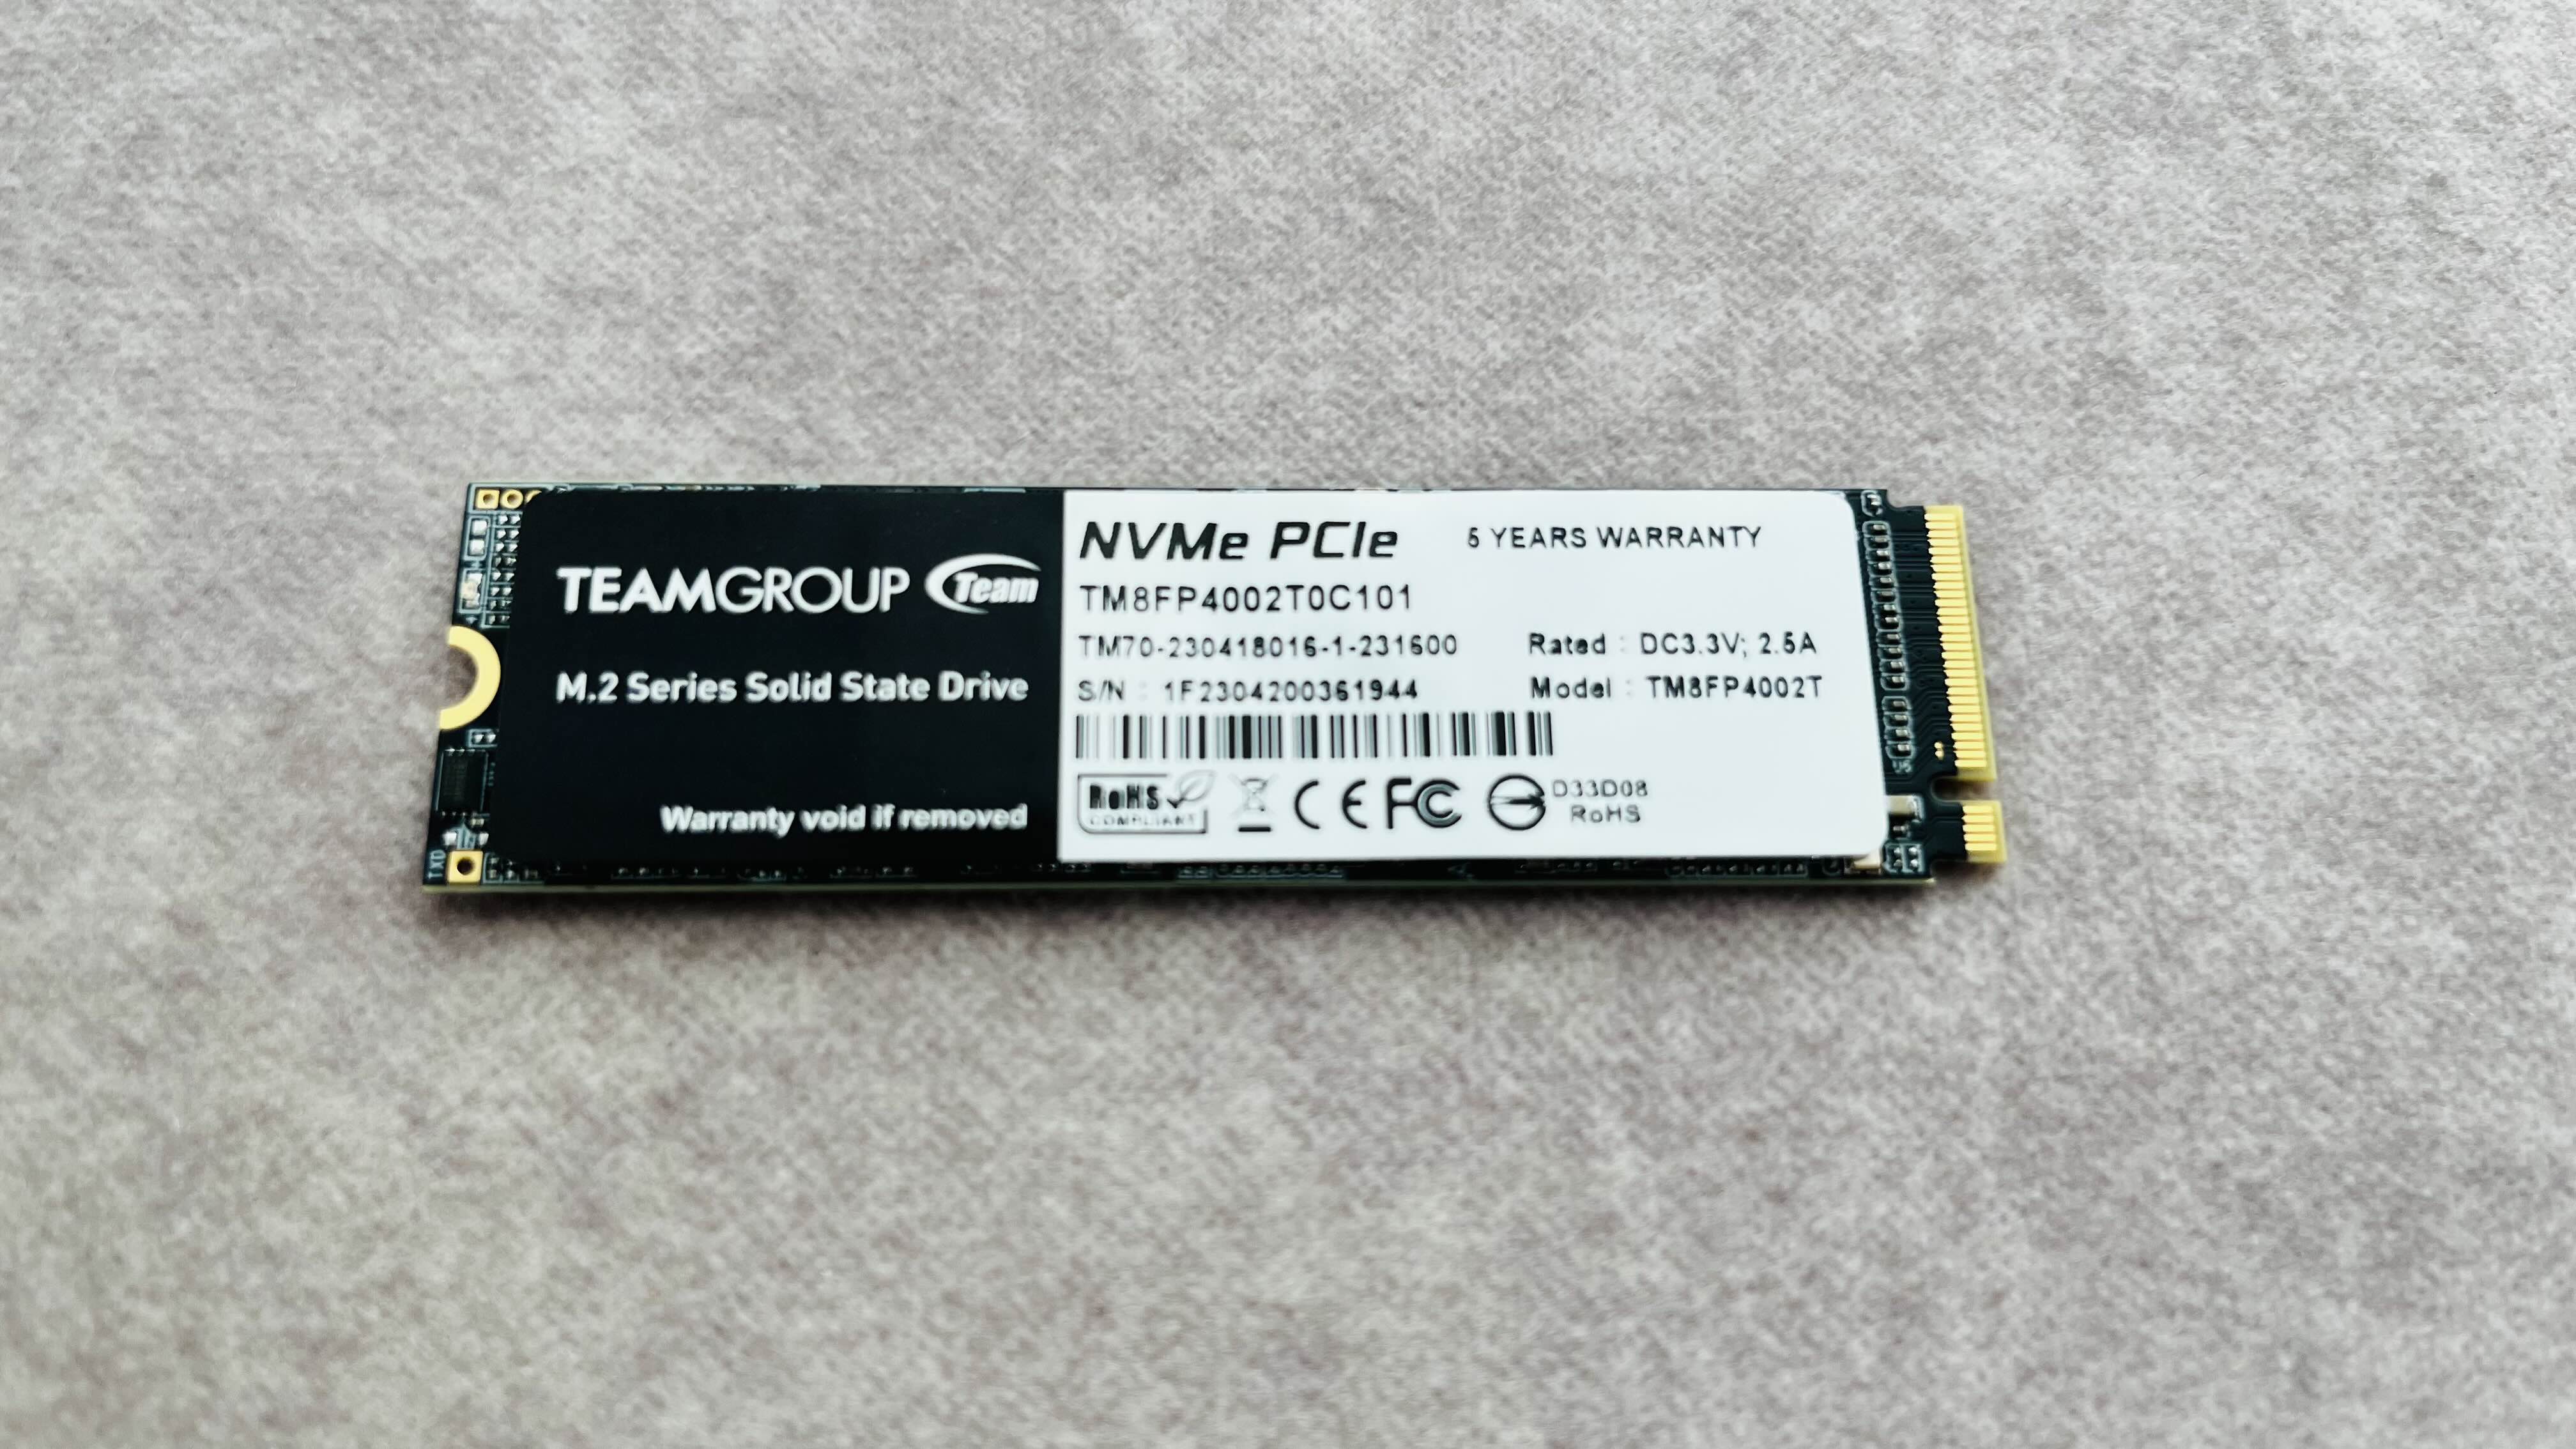 TEAMGROUP Team
M.2 Series Solid State Drive
Warranty void if removed
NVMe PCIe 5 YEARS WARRANTY
TM8FP4002T0C101
TM70-230418016-1-231600 Rated : DC3.3V; 2.5A
S/N : 1F2304200361944 Model : TM8FP4002T
RoHS
COMPLIANT
CE FC D33D08
RoHS
TXD